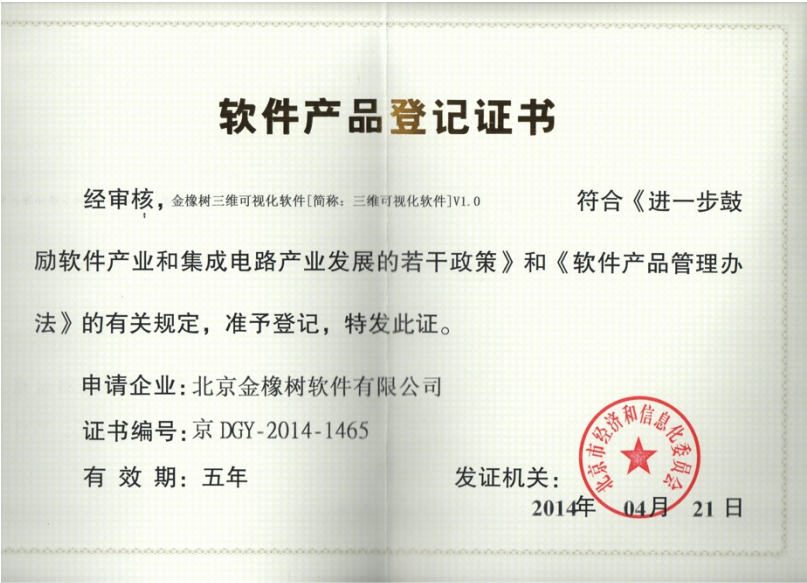 软件产品登记证书
经审核，金橡树三维可视化软件[简称：三维可视化软件]V1.0 符合《进一步鼓
励软件产业和集成电路产业发展的若干政策》和《软件产品管理办
法》的有关规定，准予登记，特发此证。
申请企业：北京金橡树软件有限公司
证书编号：京 DGY-2014-1465
有 效 期：五年
发证机关：
北京市经济和信息化委员会
2014年 04月 21日